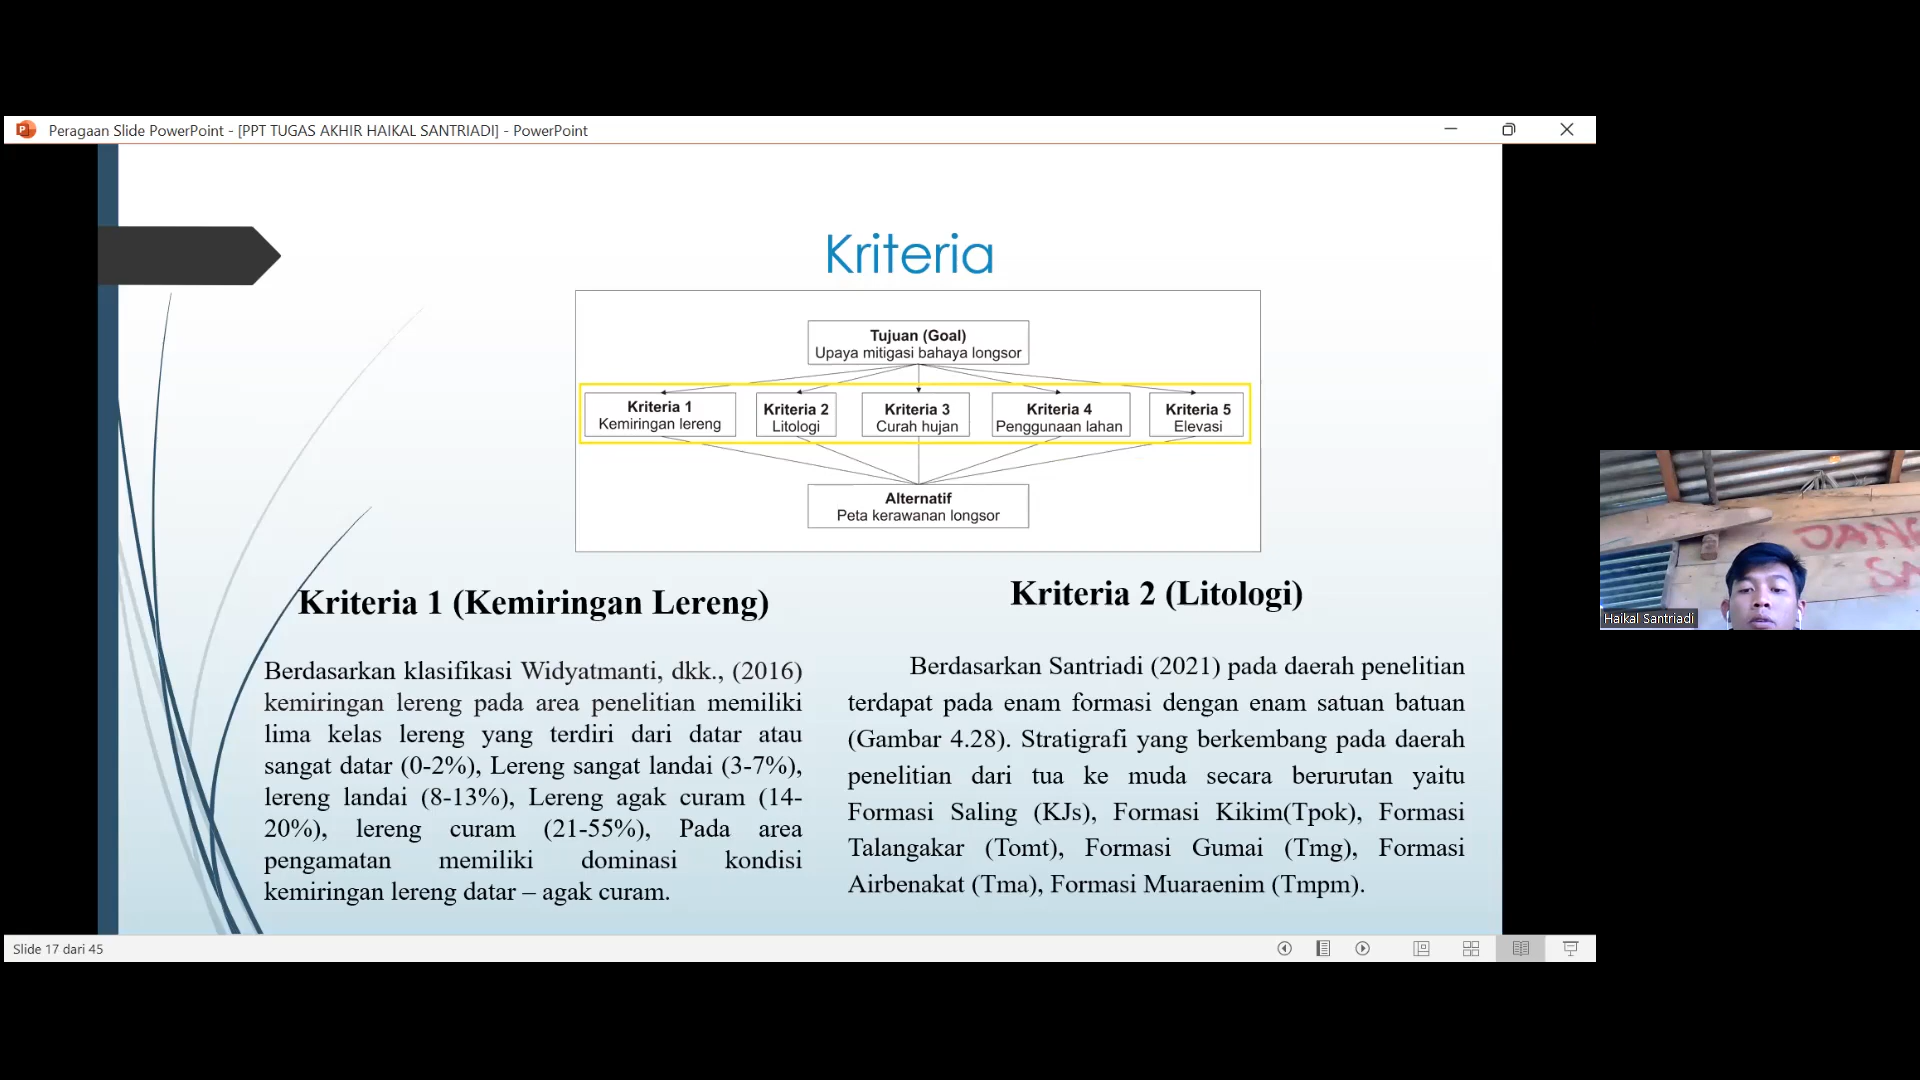 Peragaan Slide PowerPoint - [PPT TUGAS AKHIR HAIKAL SANTRIADI] - PowerPoint
Kriteria
Tujuan (Goal)
Upaya mitigasi bahaya longsor
Kriteria 1
Kemiringan lereng
Kriteria 2
Litologi
Kriteria 3
Curah hujan
Kriteria 4
Penggunaan lahan
Kriteria 5
Elevasi
Alternatif
Peta kerawanan longsor
Kriteria 1 (Kemiringan Lereng)
Berdasarkan klasifikasi Widyatmanti, dkk., (2016)
kemiringan lereng pada area penelitian memiliki
lima kelas lereng yang terdiri dari datar atau
sangat datar (0-2%), Lereng sangat landai (3-7%),
lereng landai (8-13%), Lereng agak curam (14-
20%), lereng curam (21-55%), Pada area
pengamatan memiliki dominasi kondisi
kemiringan lereng datar – agak curam.
Kriteria 2 (Litologi)
Berdasarkan Santriadi (2021) pada daerah penelitian
terdapat pada enam formasi dengan enam satuan batuan
(Gambar 4.28). Stratigrafi yang berkembang pada daerah
penelitian dari tua ke muda secara berurutan yaitu
Formasi Saling (KJs), Formasi Kikim(Tpok), Formasi
Talangakar (Tomt), Formasi Gumai (Tmg), Formasi
Airbenakat (Tma), Formasi Muaraenim (Tmpm).
Slide 17 dari 45
Haikal Santriadi